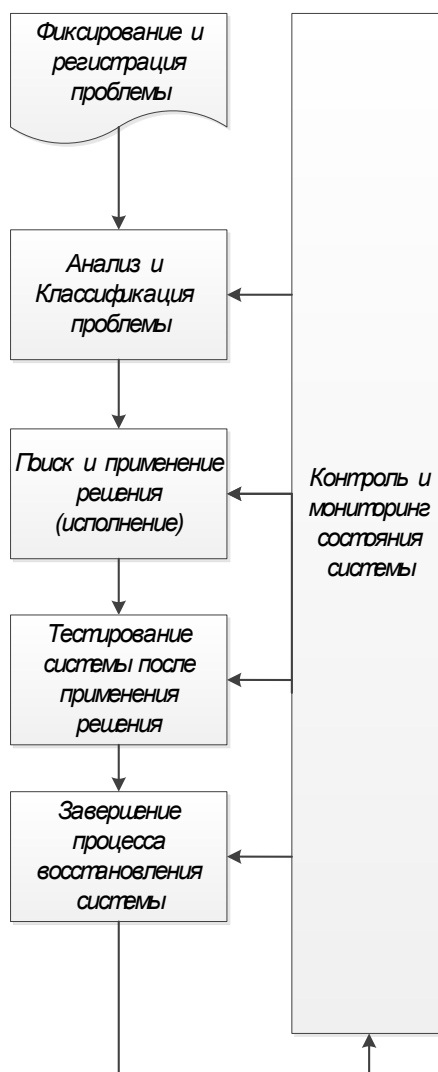 Фиксирование и
регистрация
проблемы
Анализ и
Классификация
проблемы
Поиск и применение
решения
(исполнение)
Контроль и
мониторинг
состояния
системы
Тестирование
системы после
применения
решения
Завершение
процесса
восстановления
системы